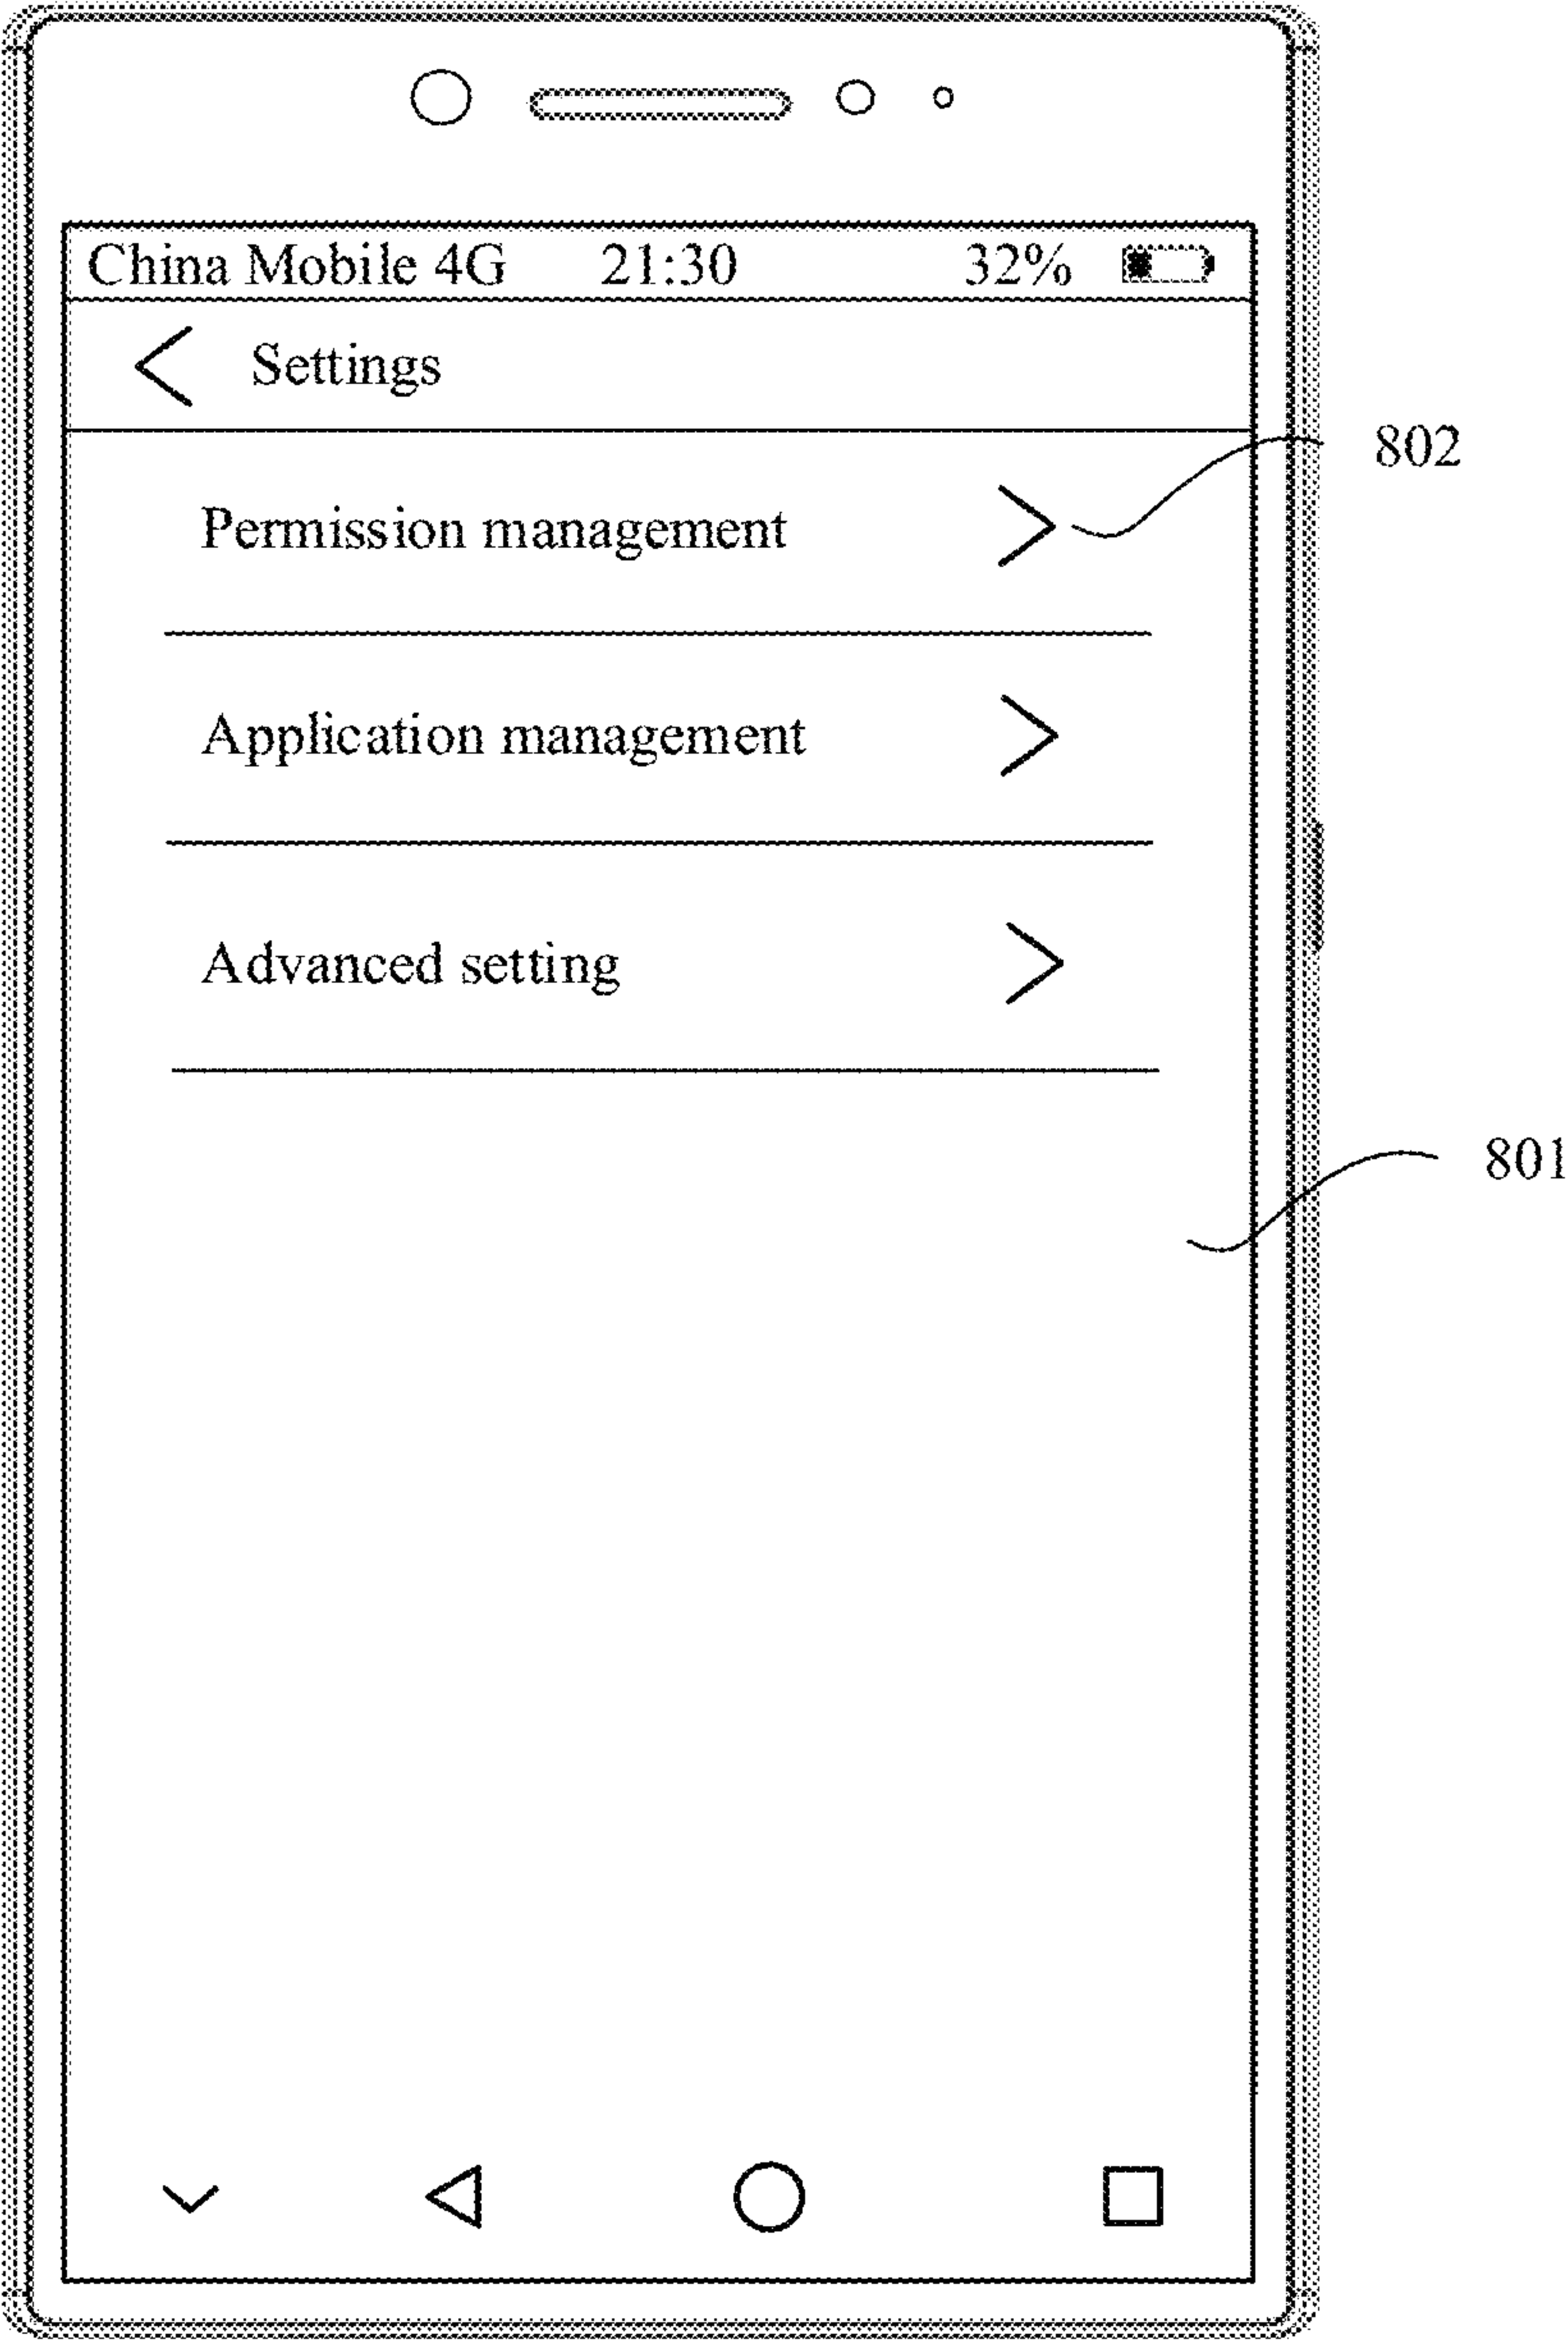 China Mobile 4G 21:30 32%
Settings
802
Permission management
Application management
Advanced setting
801